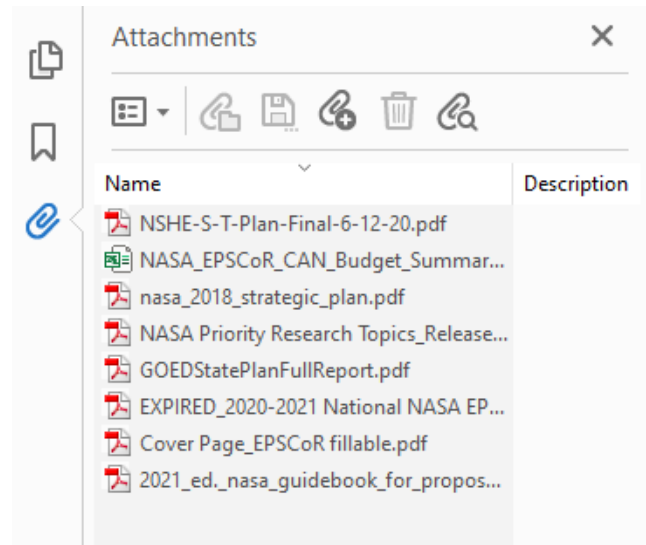 Attachments
Name Description
NSHE-S-T-Plan-Final-6-12-20.pdf
NASA_EPSCoR_CAN_Budget_Summar...
nasa_2018_strategic_plan.pdf
NASA Priority Research Topics_Release...
GOEDStatePlanFullReport.pdf
EXPIRED_2020-2021 National NASA EP...
Cover Page_EPSCoR fillable.pdf
2021_ed._nasa_guidebook_for_propos...